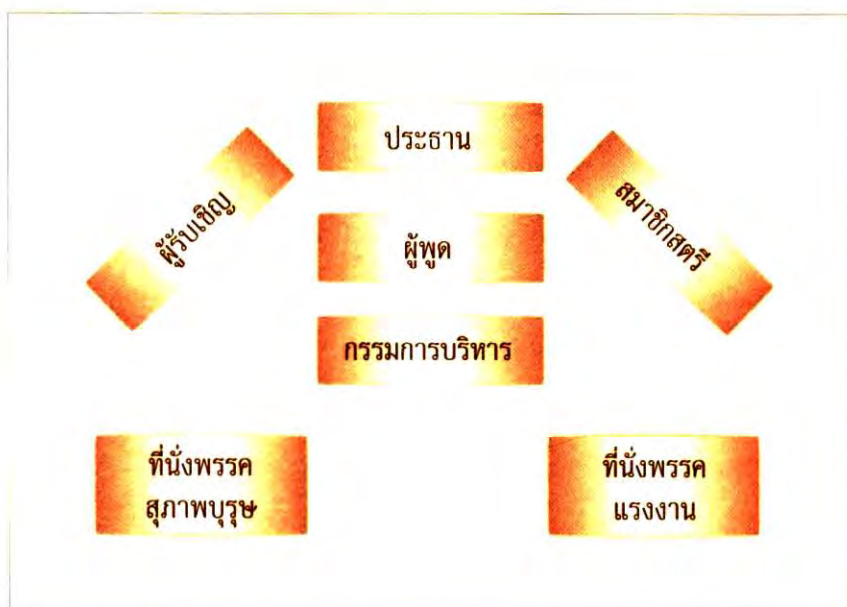 ประธาน
ผู้รับเชิญ
สมาชิกสตรี
ผู้พูด
กรรมการบริหาร
ที่นั่งพรรค
สุภาพบุรุษ
ที่นั่งพรรค
แรงงาน